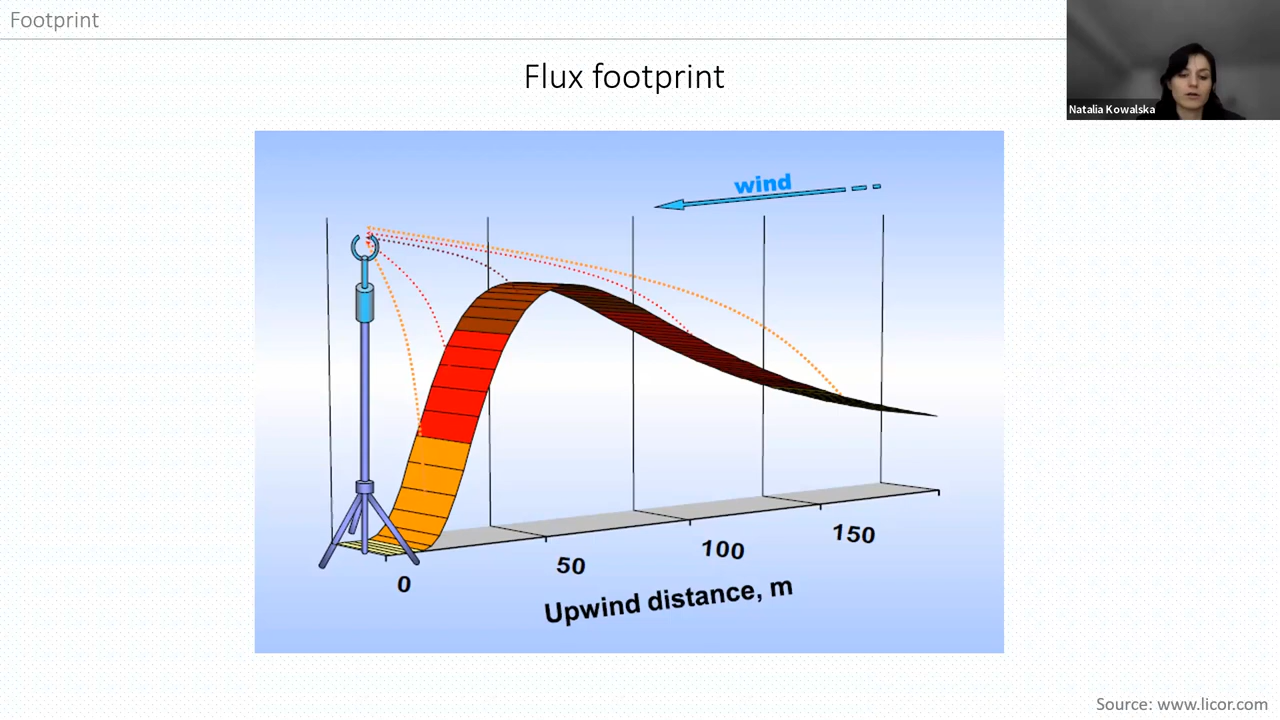 Footprint
Flux footprint
Natalia Kowalska
wind
0
50
100
150
Upwind distance, m
Source: www.licor.com